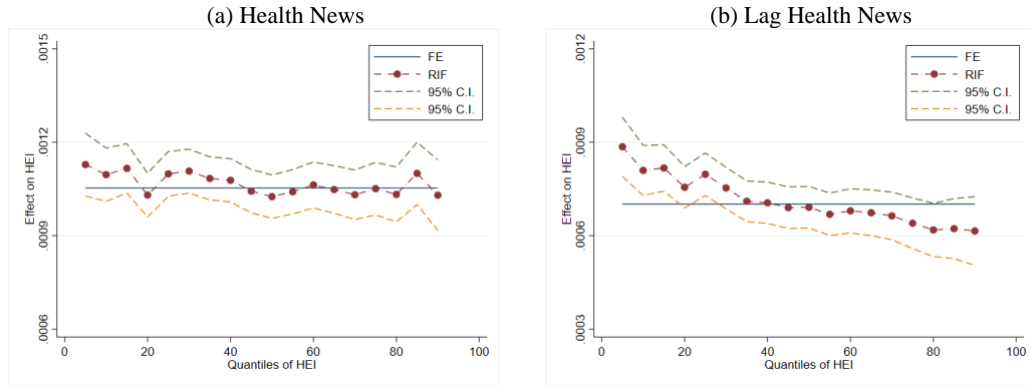 (a) Health News
FE
RIF
95% C.I.
95% C.I.
Effect on HEI
.0015
.0012
.0009
.0006
0
20
40
60
80
100
Quantiles of HEI
(b) Lag Health News
FE
RIF
95% C.I.
95% C.I.
Effect on HEI
.0012
.0009
.0006
.0003
0
20
40
60
80
100
Quantiles of HEI